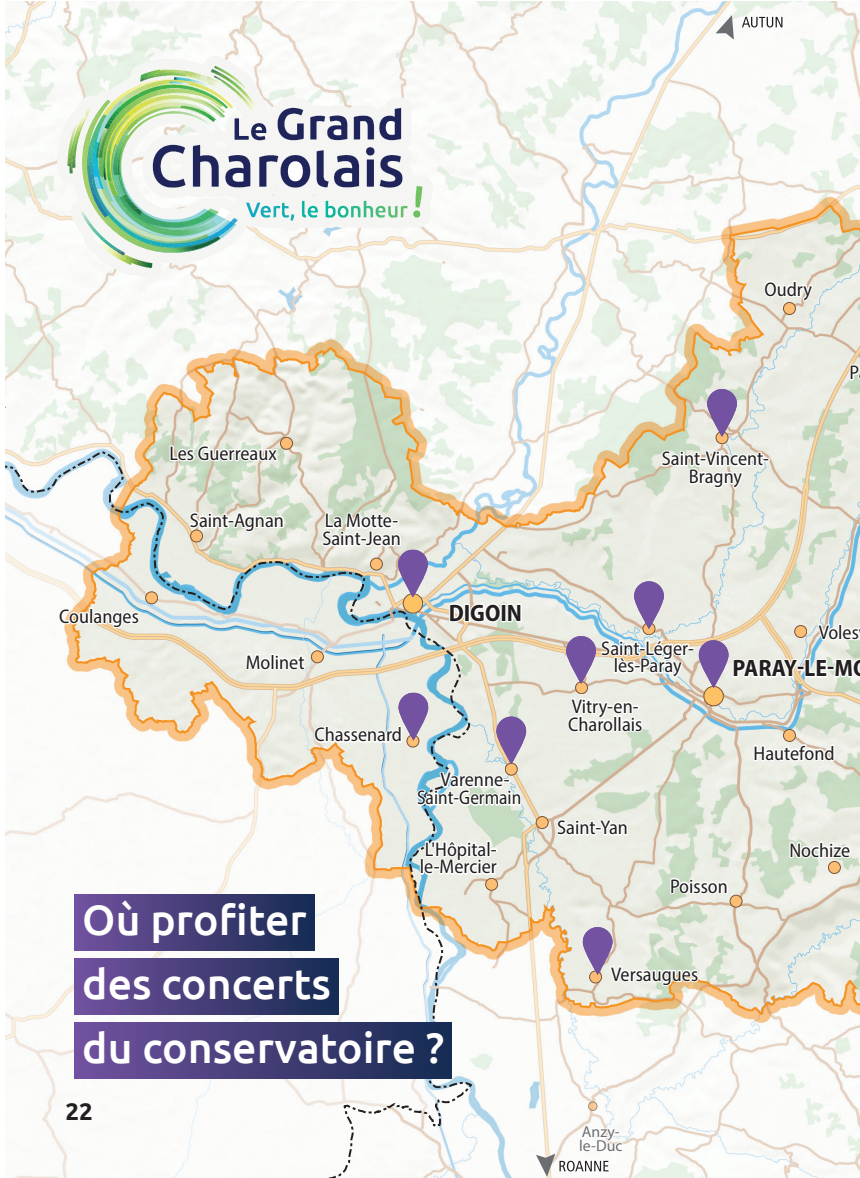 AUTUN
Le Grand
Charolais
Vert, le bonheur !
Oudry
Saint-Vincent-
Bragny
Les Guerreaux
Saint-Agnan
La Motte-
Saint-Jean
Coulanges
DIGOIN
Molinet
Saint-Léger-
lès-Paray
PARAY-LE-MO
Voles
Vitry-en-
Charollais
Chassenard
Hautefond
Varenne-
Saint-Germain
Saint-Yan
L'Hôpital-
le-Mercier
Nochize
Poisson
Versaugues
Où profiter
des concerts
du conservatoire ?
22
Anzy-
le-Duc
ROANNE